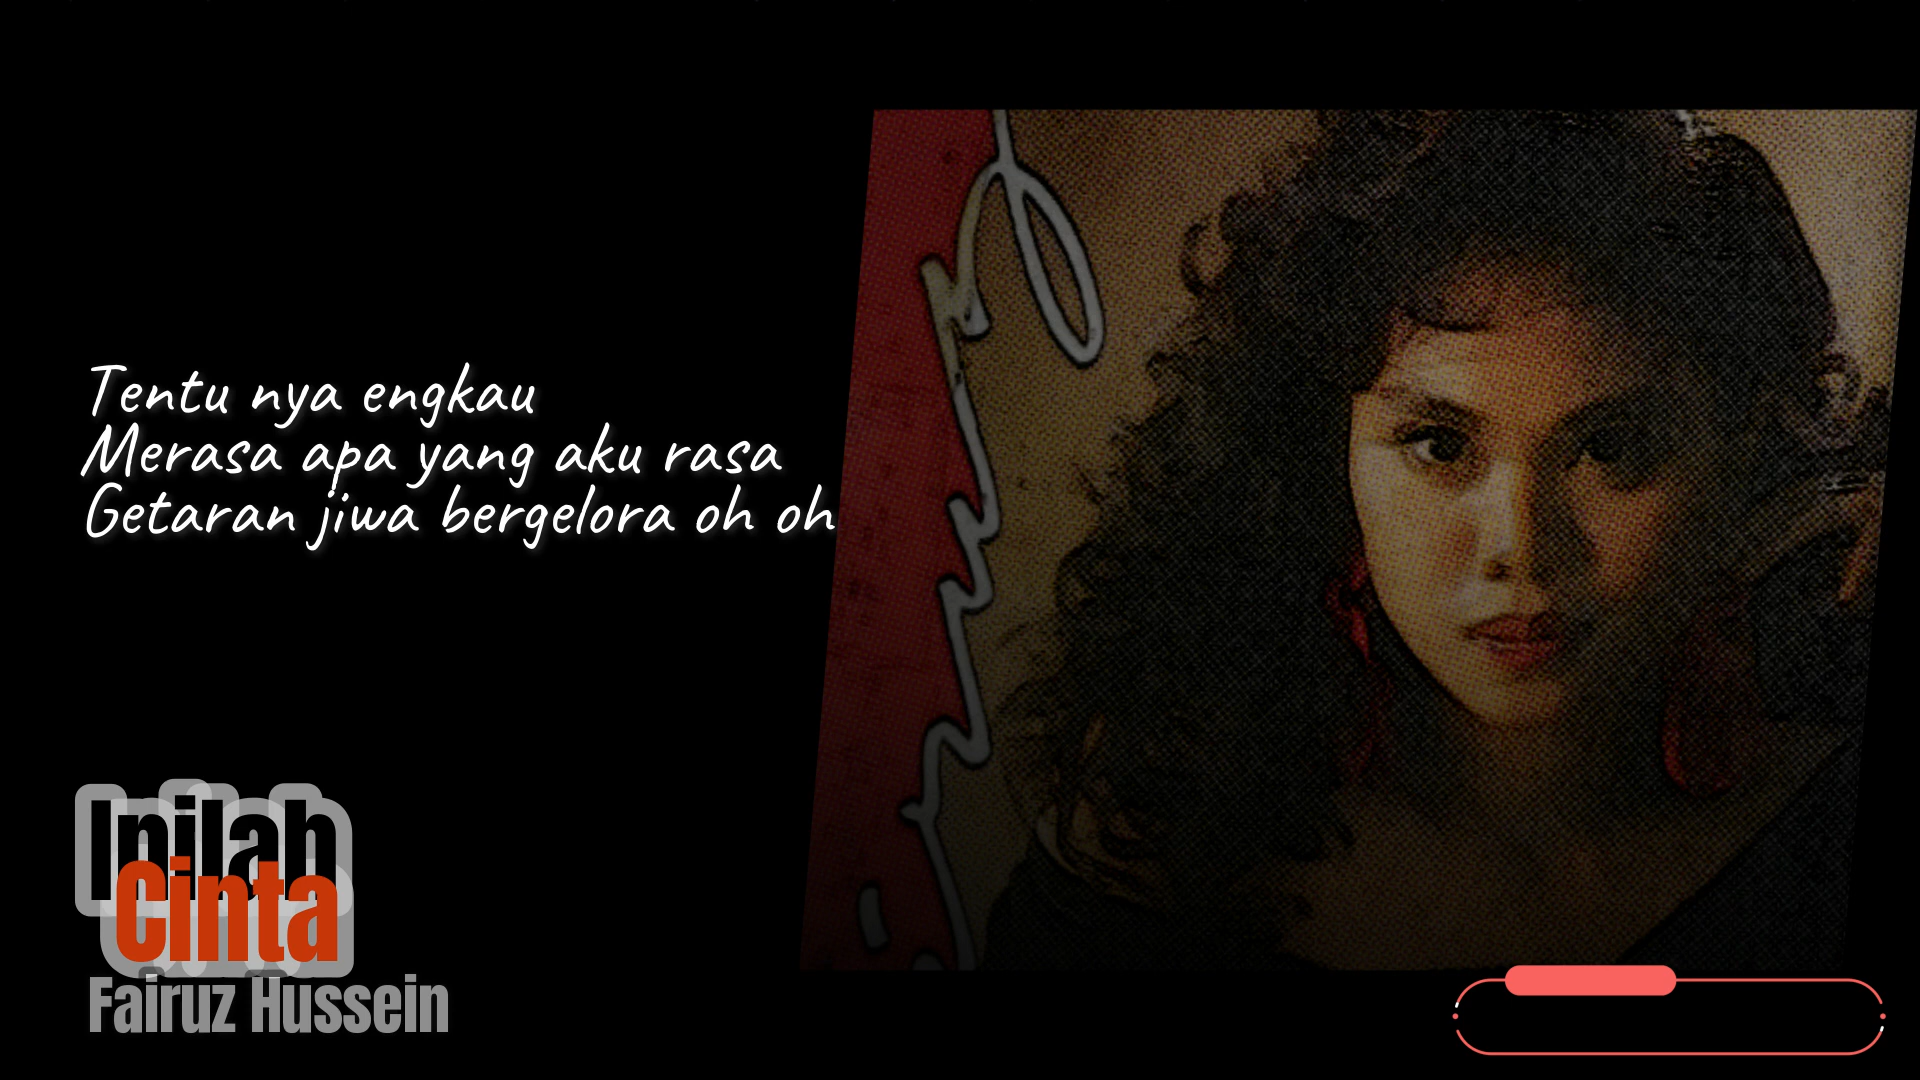 Tentu nya engkau
Merasa apa yang aku rasa
Getaran jiwa bergelora oh oh
Inilah
Cinta
Fairuz Hussein